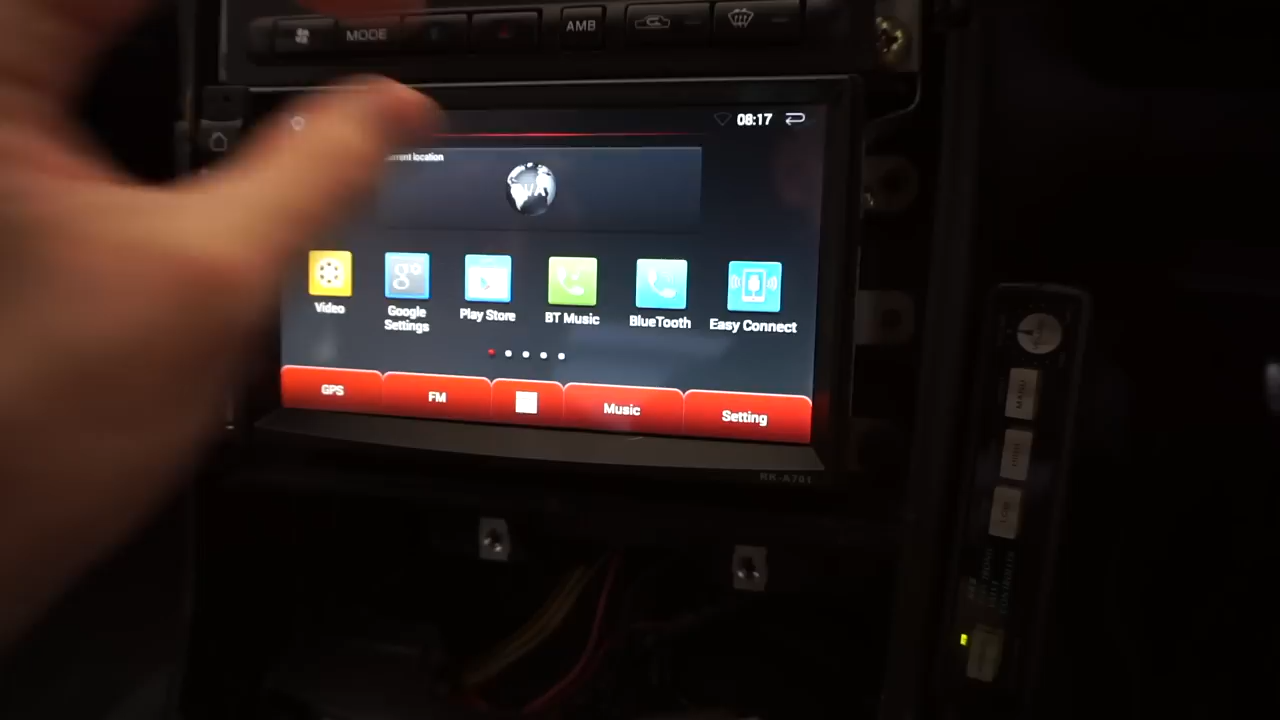 MODE
AMB
08:17
current location
Video
Google
Settings
Play Store
BT Music
BlueTooth
Easy Connect
GPS
FM
Music
Setting
RK-A701